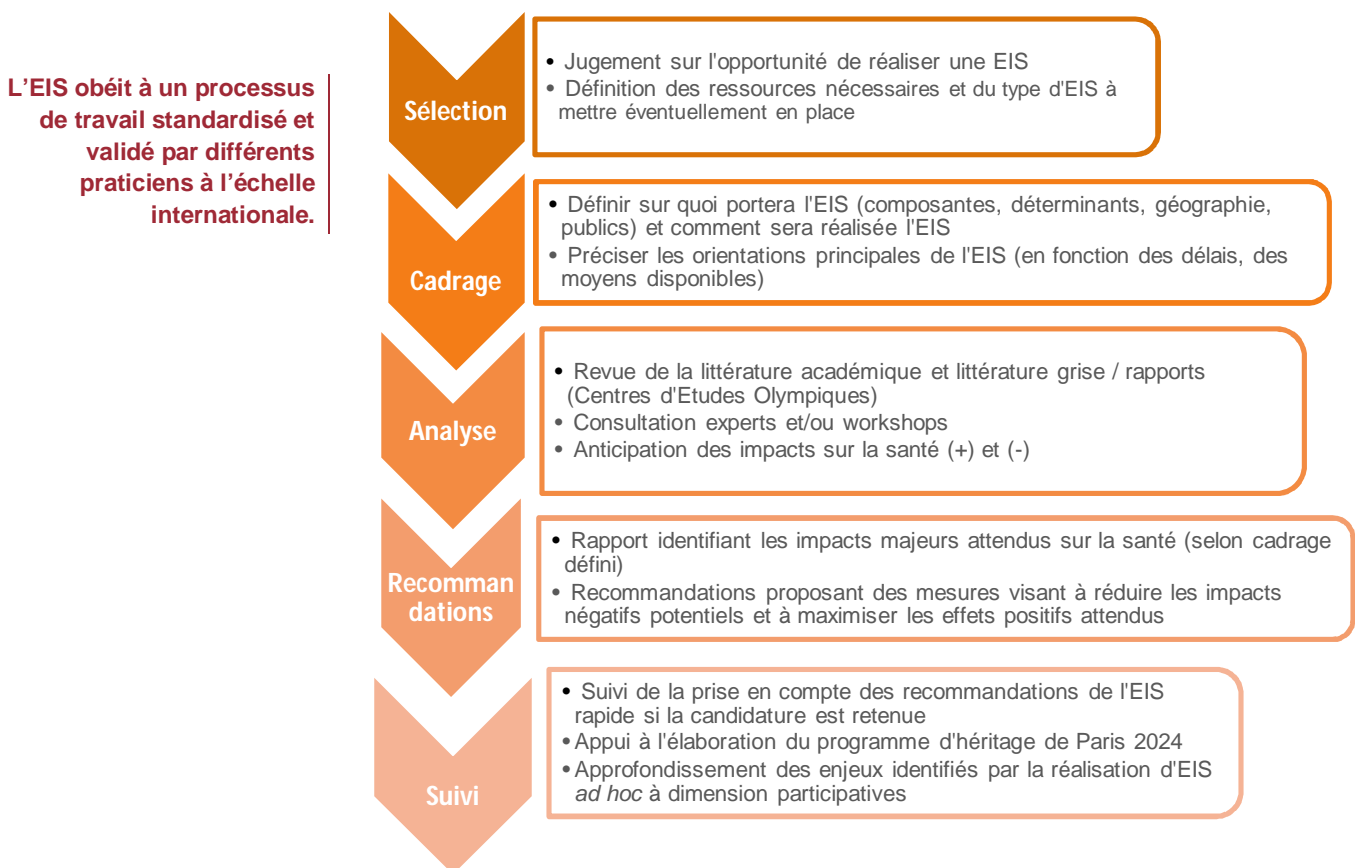 L'EIS obéit à un processus
de travail standardisé et
validé par différents
praticiens à l'échelle
internationale.
Sélection
• Jugement sur l'opportunité de réaliser une EIS
• Définition des ressources nécessaires et du type d'EIS à
mettre éventuellement en place
Cadrage
• Définir sur quoi portera l'EIS (composantes, déterminants, géographie,
publics) et comment sera réalisée l'EIS
• Préciser les orientations principales de l'EIS (en fonction des délais, des
moyens disponibles)
Analyse
• Revue de la littérature académique et littérature grise / rapports
(Centres d'Etudes Olympiques)
• Consultation experts et/ou workshops
• Anticipation des impacts sur la santé (+) et (-)
Recomman
dations
• Rapport identifiant les impacts majeurs attendus sur la santé (selon cadrage
défini)
• Recommandations proposant des mesures visant à réduire les impacts
négatifs potentiels et à maximiser les effets positifs attendus
Suivi
• Suivi de la prise en compte des recommandations de l'EIS
rapide si la candidature est retenue
• Appui à l'élaboration du programme d'héritage de Paris 2024
• Approfondissement des enjeux identifiés par la réalisation d'EIS
ad hoc à dimension participatives